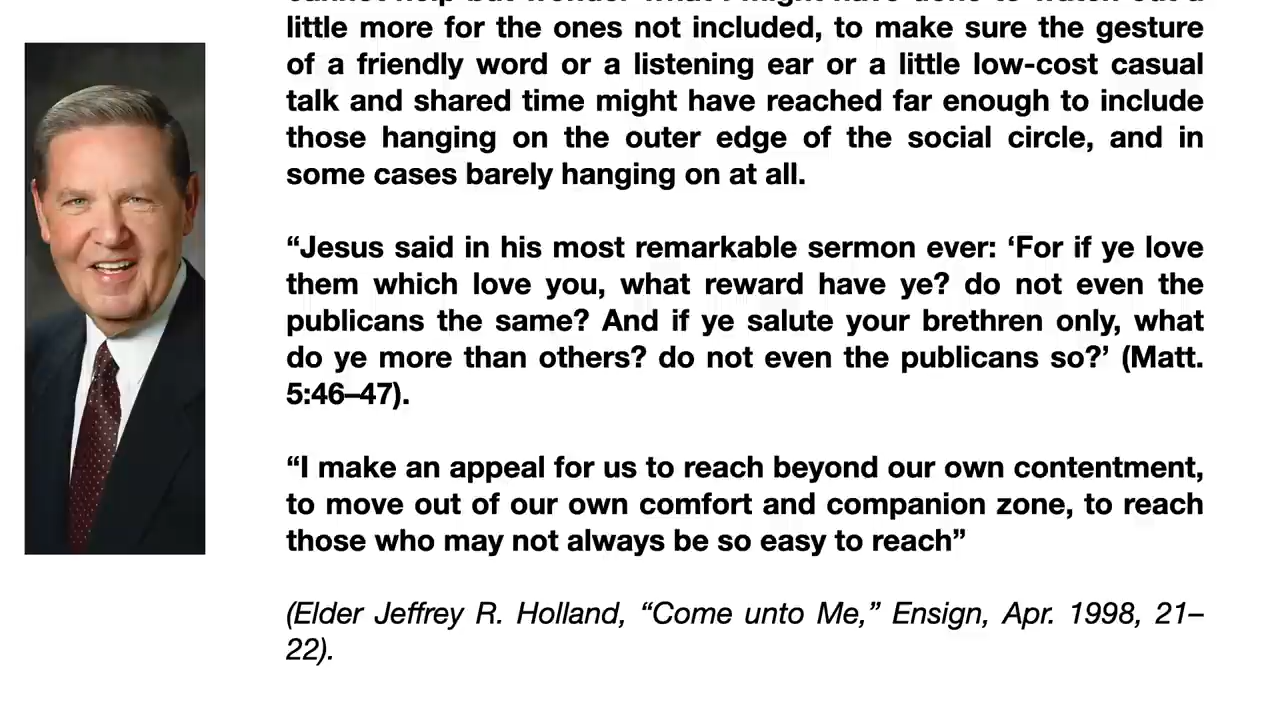 little more for the ones not included, to make sure the gesture
of a friendly word or a listening ear or a little low-cost casual
talk and shared time might have reached far enough to include
those hanging on the outer edge of the social circle, and in
some cases barely hanging on at all.
“Jesus said in his most remarkable sermon ever: ‘For if ye love
them which love you, what reward have ye? do not even the
publicans the same? And if ye salute your brethren only, what
do ye more than others? do not even the publicans so?’ (Matt.
5:46–47).
“I make an appeal for us to reach beyond our own contentment,
to move out of our own comfort and companion zone, to reach
those who may not always be so easy to reach”
(Elder Jeffrey R. Holland, “Come unto Me,” Ensign, Apr. 1998, 21–
22).